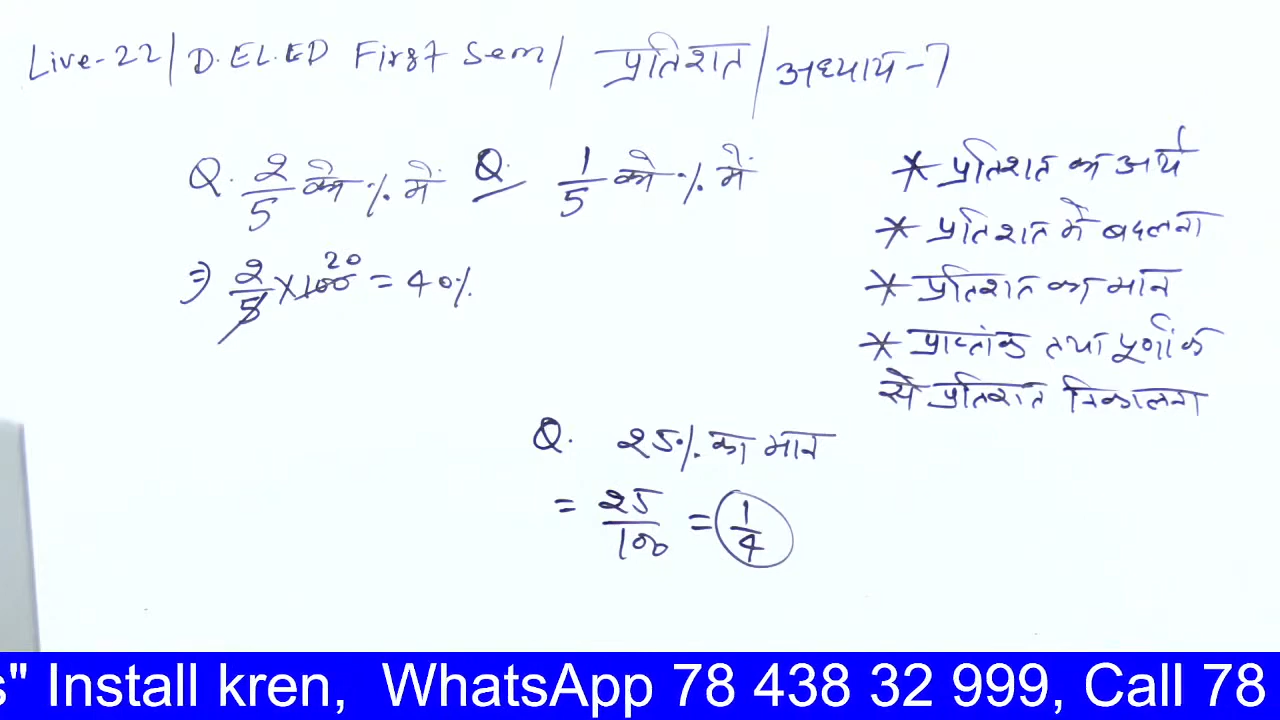 Live-22 | D.EL.ED First Sem / प्रतिशत / अध्याय-7
Q. 2/5 को % में
Q. 1/5 को % में
⇒ 2/5 × 100 20 = 40%
* प्रतिशत का अर्थ
* प्रतिशत में बदलना
* प्रतिशत का मान
* प्राप्तांक तथा पूर्णांक
से प्रतिशत निकालना
Q. 25% का मान
= 25/100 = 1/4
s" Install kren, WhatsApp 78 438 32 999, Call 78